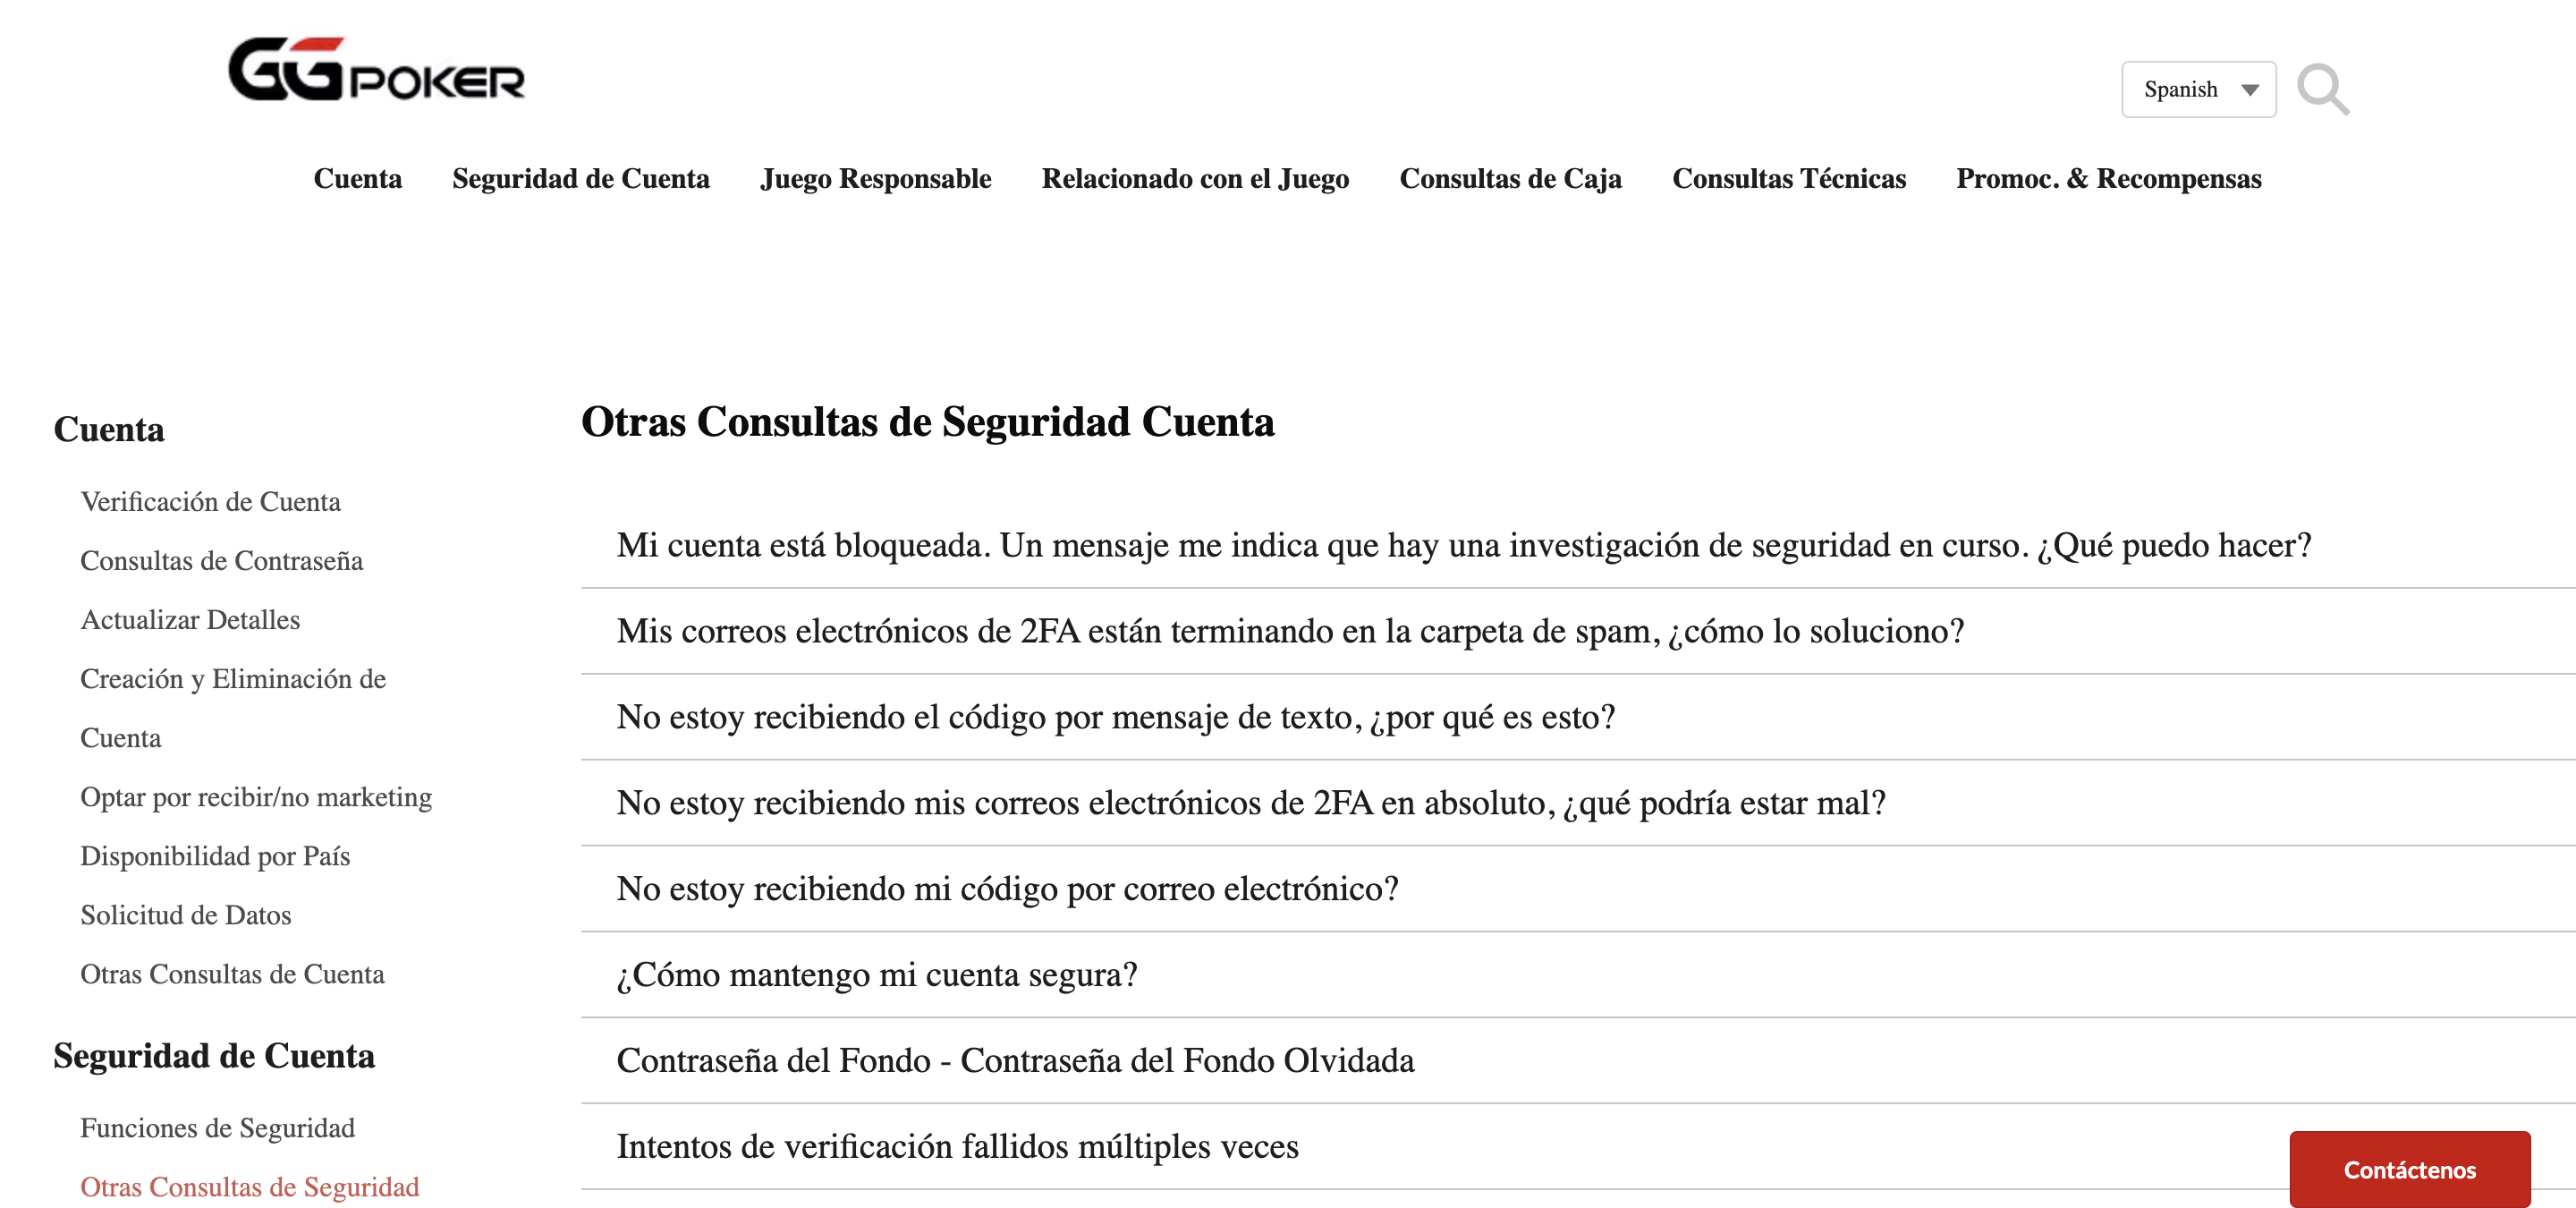 GGPOKER
Spanish
Cuenta Seguridad de Cuenta Juego Responsable Relacionado con el Juego Consultas de Caja Consultas Técnicas Promoc. & Recompensas
Cuenta
Verificación de Cuenta
Consultas de Contraseña
Actualizar Detalles
Creación y Eliminación de
Cuenta
Optar por recibir/no marketing
Disponibilidad por País
Solicitud de Datos
Otras Consultas de Cuenta
Seguridad de Cuenta
Funciones de Seguridad
Otras Consultas de Seguridad
Otras Consultas de Seguridad Cuenta
Mi cuenta está bloqueada. Un mensaje me indica que hay una investigación de seguridad en curso. ¿Qué puedo hacer?
Mis correos electrónicos de 2FA están terminando en la carpeta de spam, ¿cómo lo soluciono?
No estoy recibiendo el código por mensaje de texto, ¿por qué es esto?
No estoy recibiendo mis correos electrónicos de 2FA en absoluto, ¿qué podría estar mal?
No estoy recibiendo mi código por correo electrónico?
¿Cómo mantengo mi cuenta segura?
Contraseña del Fondo - Contraseña del Fondo Olvidada
Intentos de verificación fallidos múltiples veces
Contáctenos